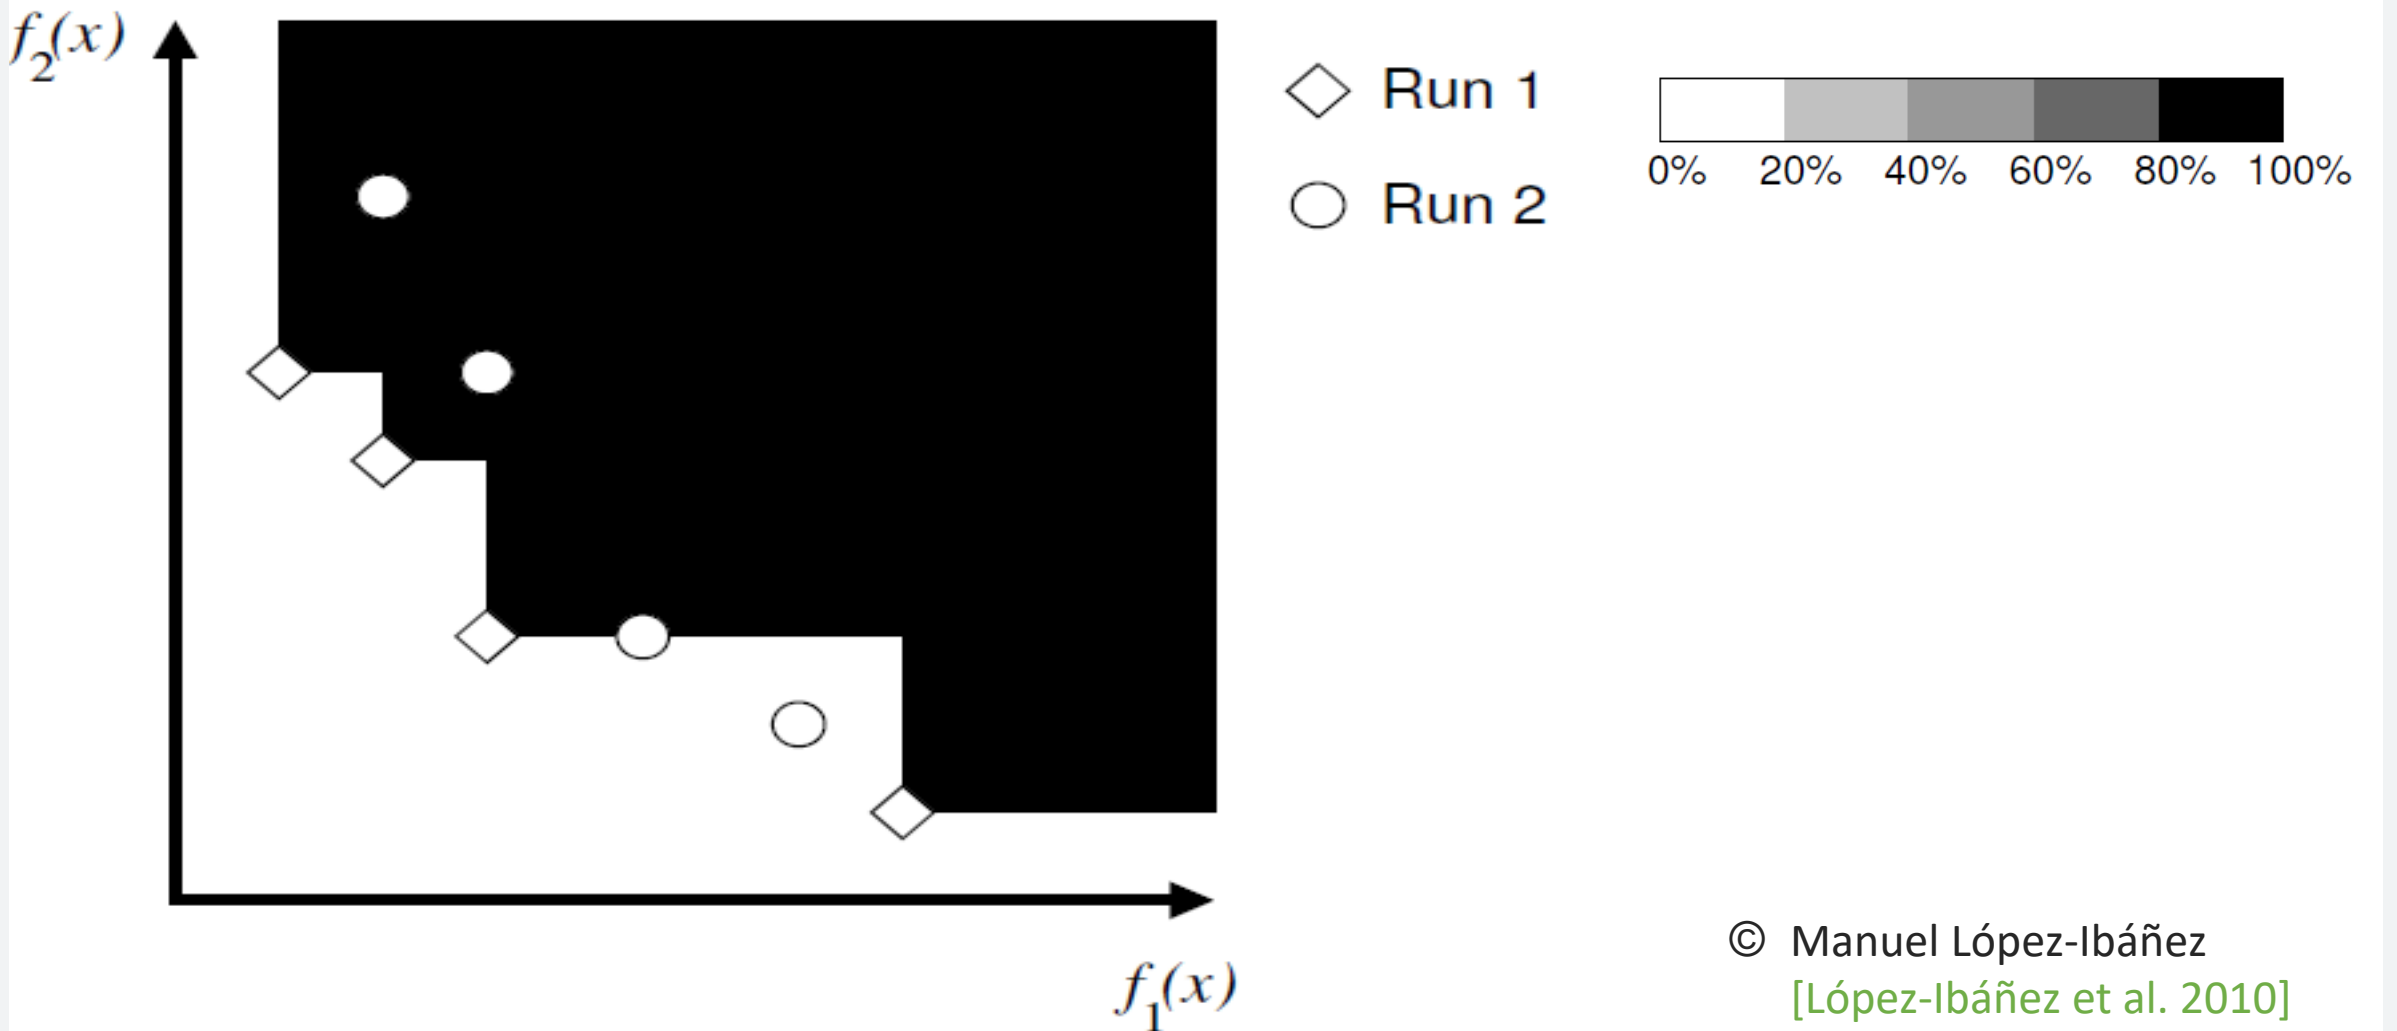 f2(x)
Run 1
Run 2
0% 20% 40% 60% 80% 100%
f1(x)
© Manuel López-Ibáñez
[López-Ibáñez et al. 2010]